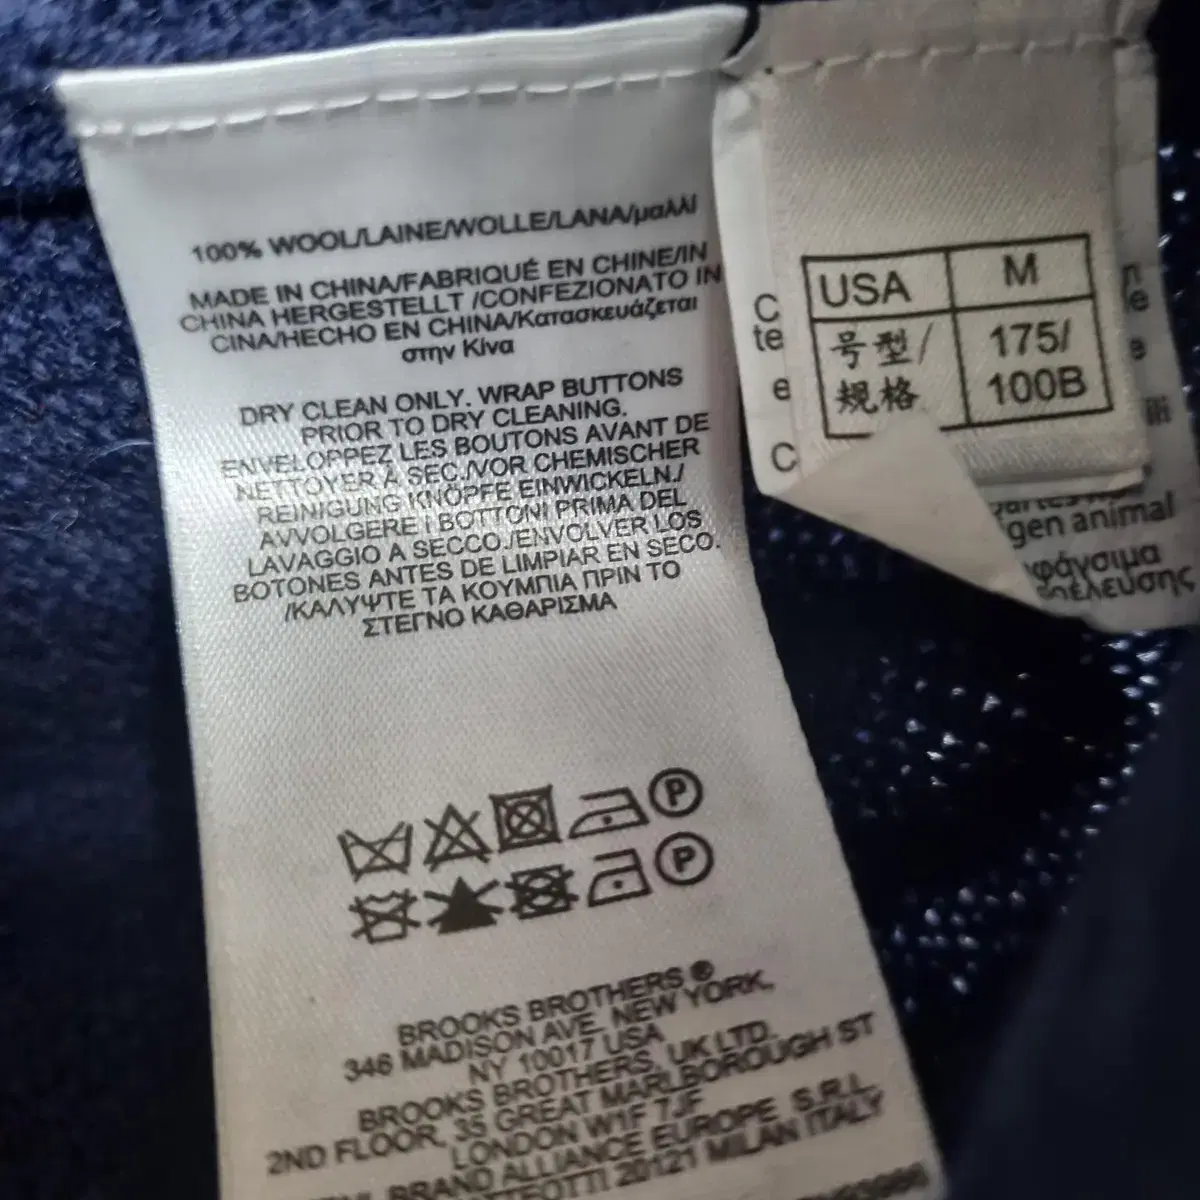 100% WOOL/LAINE/WOLLE/LANA/μαλλί
MADE IN CHINA/FABRIQUÉ EN CHINE/IN
CHINA HERGESTELLT /CONFEZIONATO IN
CINA/HECHO EN CHINA/Κατασκευάζεται
στην Κίνα
DRY CLEAN ONLY. WRAP BUTTONS
PRIOR TO DRY CLEANING.
ENVELOPPEZ LES BOUTONS AVANT DE
NETTOYER À SEC./VOR CHEMISCHER
REINIGUNG KNÖPFE EINWICKELN./
AVVOLGERE I BOTTONI PRIMA DEL
LAVAGGIO A SECCO./ENVOLVER LOS
BOTONES ANTES DE LIMPIAR EN SECO.
/ΚΑΛΥΨΤΕ ΤΑ ΚΟΥΜΠΙΑ ΠΡΙΝ ΤΟ
ΣΤΕΓΝΟ ΚΑΘΑΡΙΣΜΑ
P
P
BROOKS BROTHERS ®
346 MADISON AVE. NEW YORK,
NY 10017 USA
BROOKS BROTHERS, UK LTD.
2ND FLOOR, 35 GREAT MARLBOROUGH ST
LONDON W1F 7JF
BRAND ALLIANCE EUROPE S.R.L.
20121 MILAN ITALY
USA M
号型/ 175/
规格 100B
gen animal